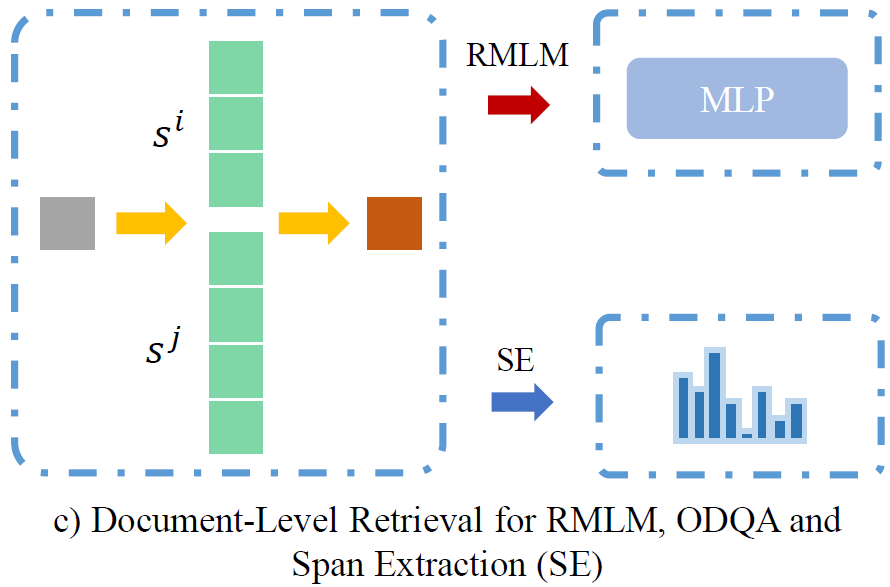 RMLM
MLP
s^i
s^j
SE
c) Document-Level Retrieval for RMLM, ODQA and
Span Extraction (SE)